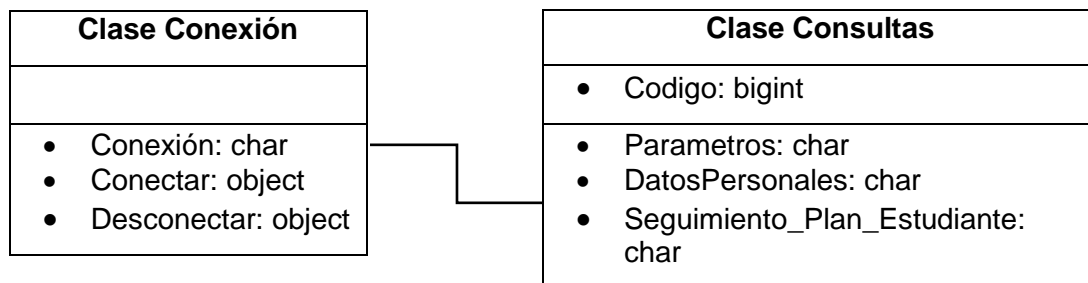 Clase Conexión
• Conexión: char
• Conectar: object
• Desconectar: object
Clase Consultas
• Codigo: bigint
• Parametros: char
• DatosPersonales: char
• Seguimiento_Plan_Estudiante:
char